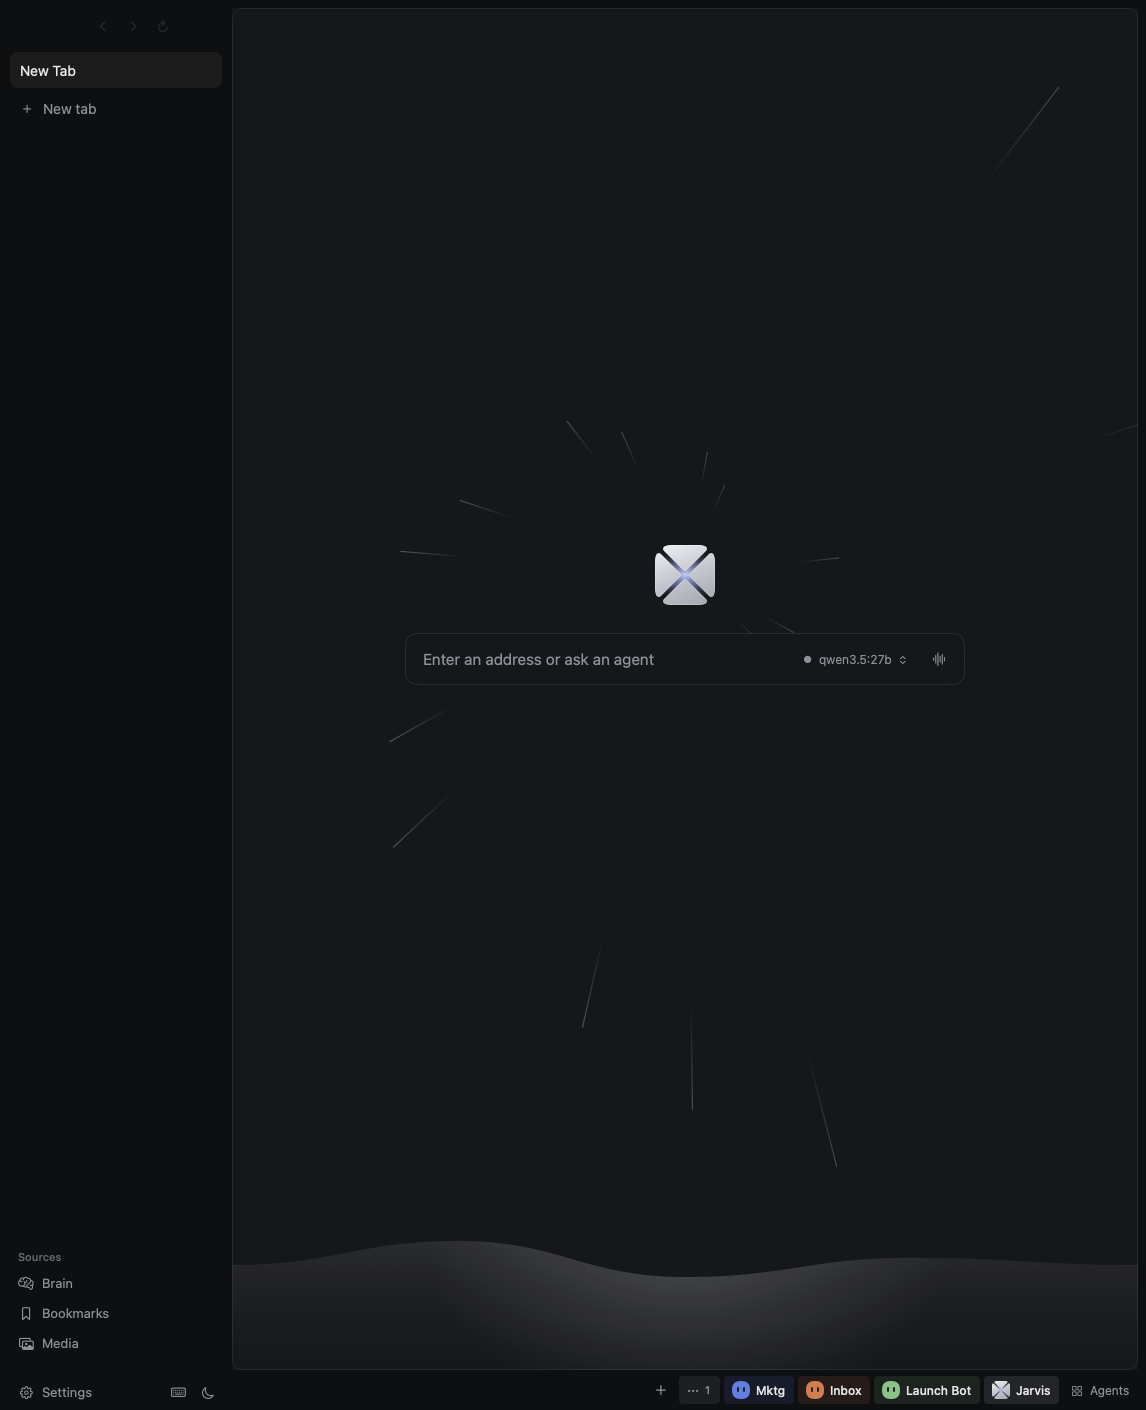 New Tab
+ New tab
Enter an address or ask an agent
qwen3.5:27b
Sources
Brain
Bookmarks
Media
Settings
+ ··· 1 Mktg Inbox Launch Bot Jarvis Agents